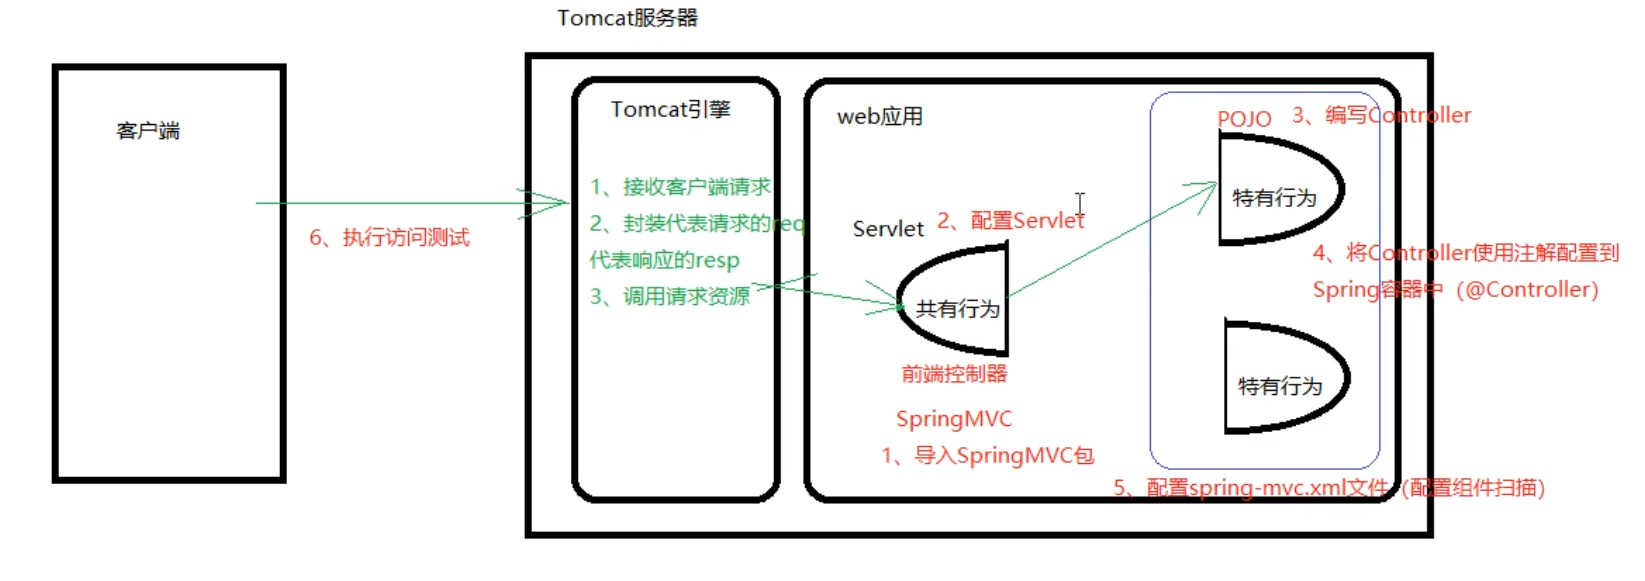 Tomcat服务器
客户端
6、执行访问测试
Tomcat引擎
1、接收客户端请求
2、封装代表请求的req
代表响应的resp
3、调用请求资源
web应用
Servlet
2、配置Servlet
共有行为
前端控制器
SpringMVC
1、导入SpringMVC包
POJO
3、编写Controller
特有行为
4、将Controller使用注解配置到
Spring容器中（@Controller）
特有行为
5、配置spring-mvc.xml文件（配置组件扫描）